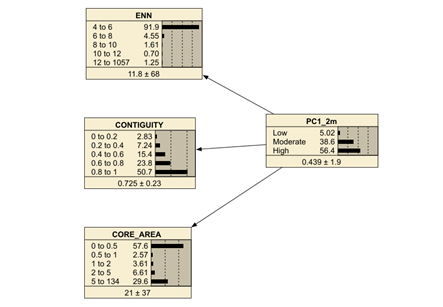 ENN
4 to 6 91.9
6 to 8 4.55
8 to 10 1.61
10 to 12 0.70
12 to 1057 1.25
11.8 ± 68
CONTIGUITY
0 to 0.2 2.83
0.2 to 0.4 7.24
0.4 to 0.6 15.4
0.6 to 0.8 23.8
0.8 to 1 50.7
0.725 ± 0.23
PC1_2m
Low 5.02
Moderate 38.6
High 56.4
0.439 ± 1.9
CORE_AREA
0 to 0.5 57.6
0.5 to 1 2.57
1 to 2 3.61
2 to 5 6.61
5 to 134 29.6
21 ± 37